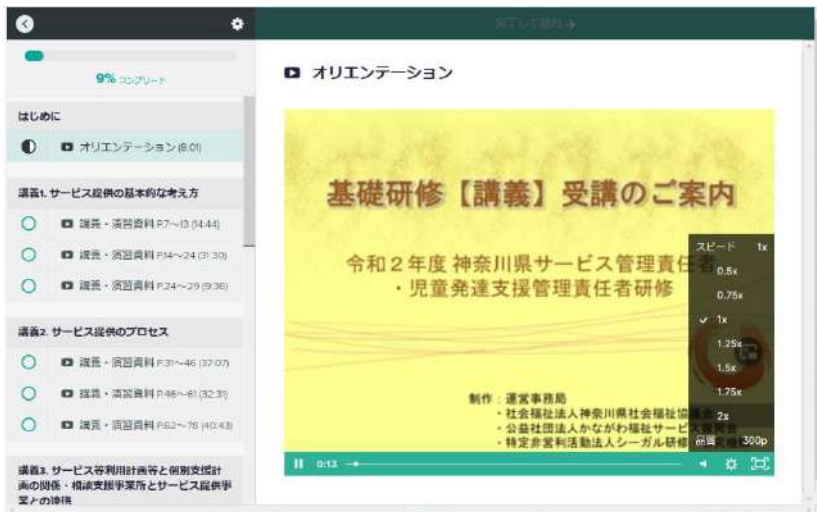 完了して続行 →
9% コンプリート
はじめに
オリエンテーション (8:01)
講義1. サービス提供の基本的な考え方
講義・演習資料 P.7～13 (14:44)
講義・演習資料 P.14～24 (31:30)
講義・演習資料 P.24～29 (9:36)
講義2. サービス提供のプロセス
講義・演習資料 P.31～46 (37:07)
講義・演習資料 P.46～61 (32:31)
講義・演習資料 P.62～78 (40:43)
講義3. サービス等利用計画等と個別支援計
画の関係・相談支援事業所とサービス提供事
業との連携
オリエンテーション
基礎研修【講義】受講のご案内
令和２年度 神奈川県サービス管理責任者
・児童発達支援管理責任者研修
制作：運営事務局
・社会福祉法人神奈川県社会福祉協議会
・公益社団法人かながわ福祉サービス
・特定非営利活動法人シーガル研修
スピード 1x
0.5x
0.75x
1x
1.25x
1.5x
1.75x
2x
品質 300p
0:13